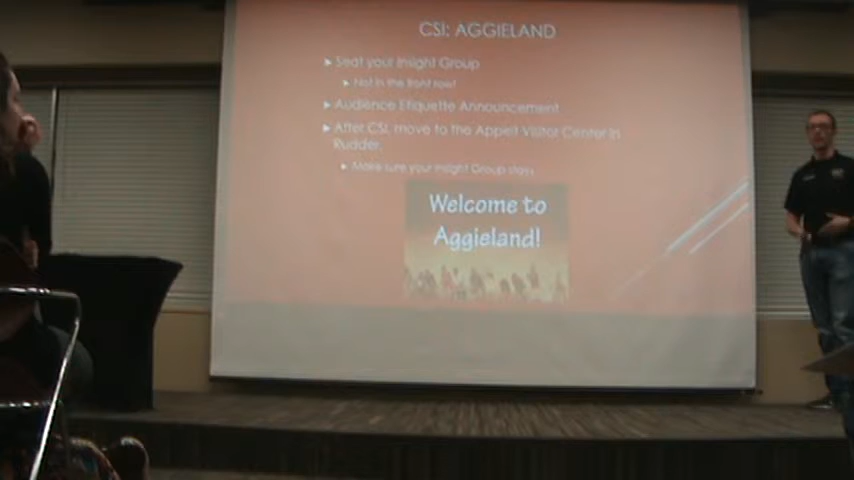 CSI: AGGIELAND
Seat your Insight Group
Not in the front row!
Audience Etiquette Announcement
After CSI, move to the Appelt Visitor Center in
Rudder.
Make sure your Insight Group stays
Welcome to
Aggieland!